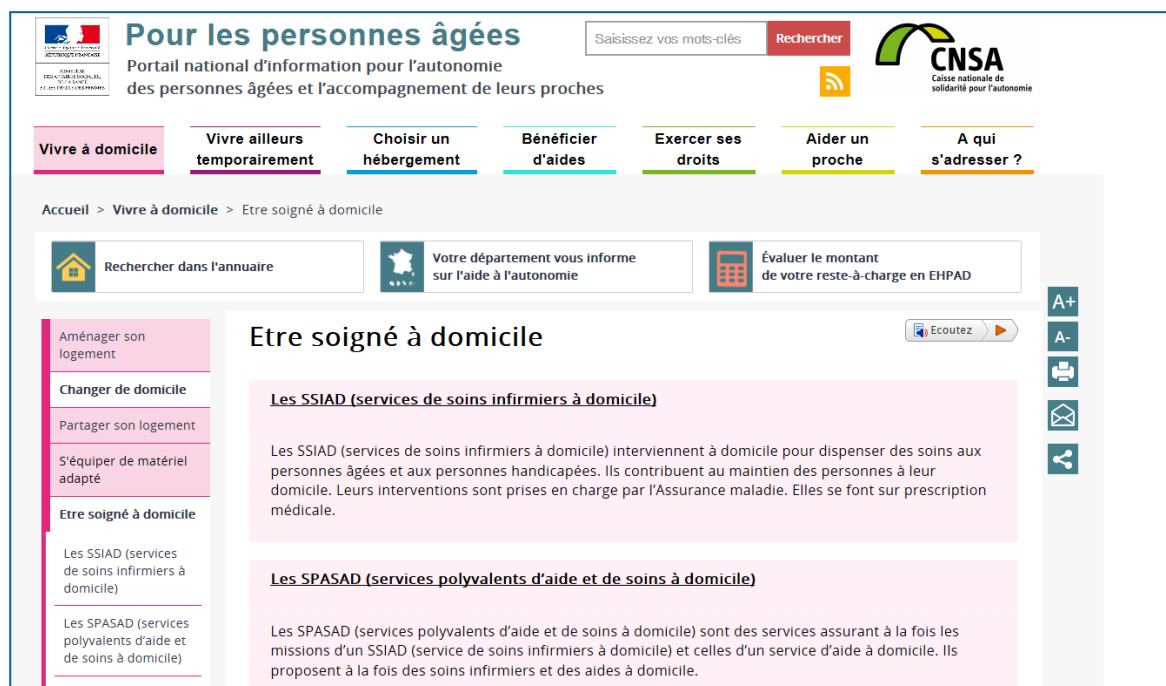 Pour les personnes âgées
Portail national d'information pour l'autonomie
des personnes âgées et l'accompagnement de leurs proches
Saisissez vos mots-clés
Rechercher
CNSA
Caisse nationale de
solidarité pour l'autonomie
Vivre à domicile
Vivre ailleurs
temporairement
Choisir un
hébergement
Bénéficier
d'aides
Exercer ses
droits
Aider un
proche
A qui
s'adresser ?
Accueil > Vivre à domicile > Etre soigné à domicile
Rechercher dans l'annuaire
Votre département vous informe
sur l'aide à l'autonomie
Évaluer le montant
de votre reste-à-charge en EHPAD
A+
A-
Aménager son
logement
Changer de domicile
Partager son logement
S'équiper de matériel
adapté
Etre soigné à domicile
Les SSIAD (services
de soins infirmiers à
domicile)
Les SPASAD (services
polyvalents d'aide et
de soins à domicile)
Etre soigné à domicile
Ecoutez
Les SSIAD (services de soins infirmiers à domicile)
Les SSIAD (services de soins infirmiers à domicile) interviennent à domicile pour dispenser des soins aux
personnes âgées et aux personnes handicapées. Ils contribuent au maintien des personnes à leur
domicile. Leurs interventions sont prises en charge par l'Assurance maladie. Elles se font sur prescription
médicale.
Les SPASAD (services polyvalents d'aide et de soins à domicile)
Les SPASAD (services polyvalents d'aide et de soins à domicile) sont des services assurant à la fois les
missions d'un SSIAD (service de soins infirmiers à domicile) et celles d'un service d'aide à domicile. Ils
proposent à la fois des soins infirmiers et des aides à domicile.